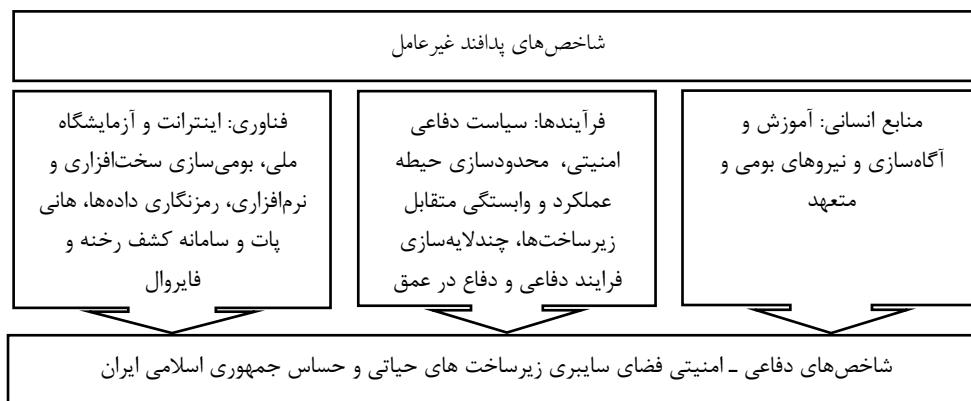 شاخص‌های پدافند غیرعامل
منابع انسانی: آموزش و
آگاه‌سازی و نیروهای بومی و
متعهد
فرآیندها: سیاست دفاعی
امنیتی، محدودسازی حیطه
عملکرد و وابستگی متقابل
زیرساخت‌ها، چندلایه‌سازی
فرایند دفاعی و دفاع در عمق
فناوری: اینترانت و آزمایشگاه
ملی، بومی‌سازی سخت‌افزاری و
نرم‌افزاری، رمزنگاری داده‌ها، هانی
پات و سامانه کشف رخنه و
فایروال
شاخص‌های دفاعی ـ امنیتی فضای سایبری زیرساخت های حیاتی و حساس جمهوری اسلامی ایران